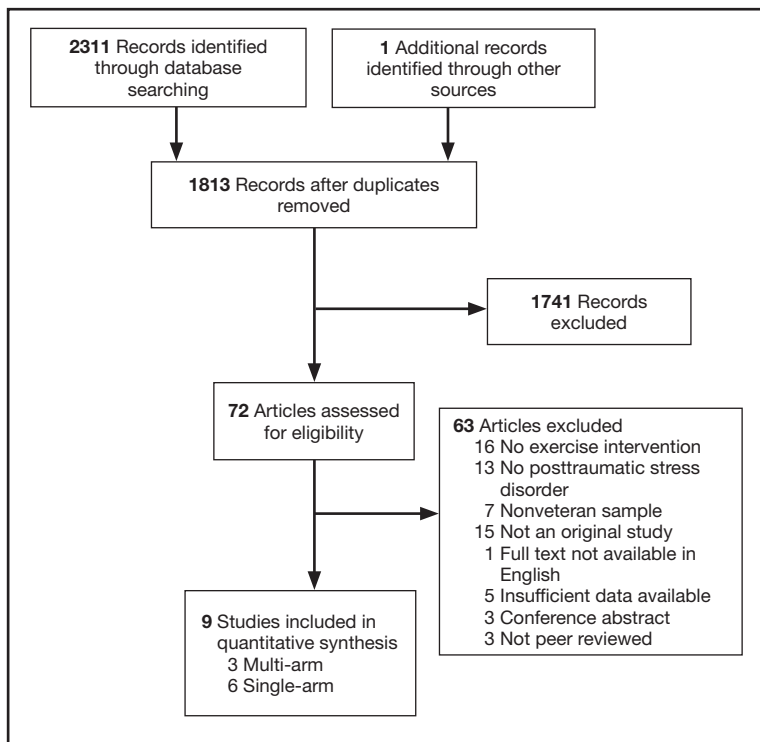 2311 Records identified
through database
searching
1 Additional records
identified through other
sources
1813 Records after duplicates
removed
1741 Records
excluded
72 Articles assessed
for eligibility
63 Articles excluded
16 No exercise intervention
13 No posttraumatic stress
disorder
7 Nonveteran sample
15 Not an original study
1 Full text not available in
English
5 Insufficient data available
3 Conference abstract
3 Not peer reviewed
9 Studies included in
quantitative synthesis
3 Multi-arm
6 Single-arm